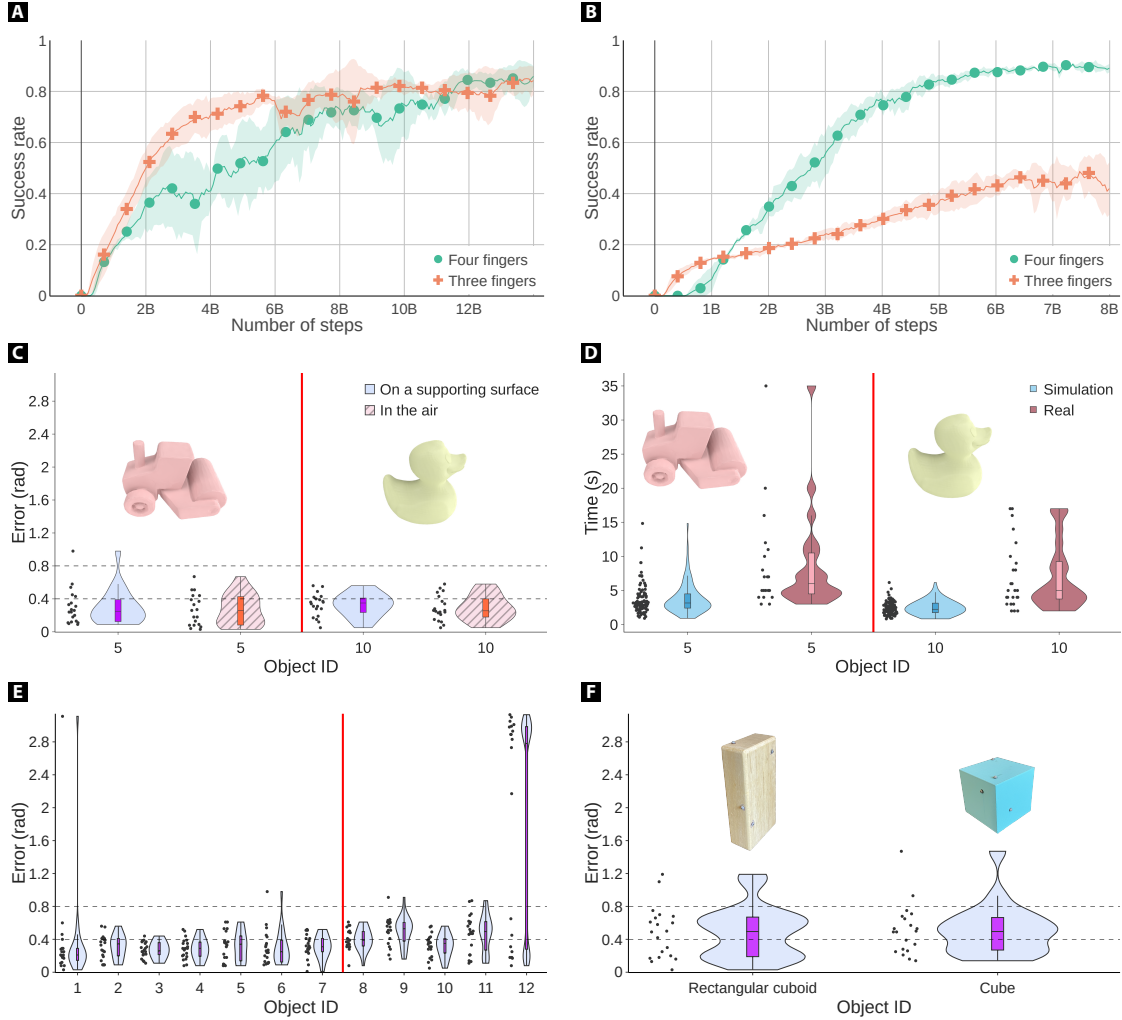 A
Success rate
1
0.8
0.6
0.4
0.2
0
0 2B 4B 6B 8B 10B 12B
Number of steps
Four fingers
Three fingers
B
Success rate
1
0.8
0.6
0.4
0.2
0
0 1B 2B 3B 4B 5B 6B 7B 8B
Number of steps
Four fingers
Three fingers
C
Error (rad)
2.8
2.4
2
1.6
1.2
0.8
0.4
0
On a supporting surface
In the air
5 5 10 10
Object ID
D
Time (s)
35
30
25
20
15
10
5
0
Simulation
Real
5 5 10 10
Object ID
E
Error (rad)
2.8
2.4
2
1.6
1.2
0.8
0.4
0
1 2 3 4 5 6 7 8 9 10 11 12
Object ID
F
Error (rad)
2.8
2.4
2
1.6
1.2
0.8
0.4
0
Rectangular cuboid Cube
Object ID